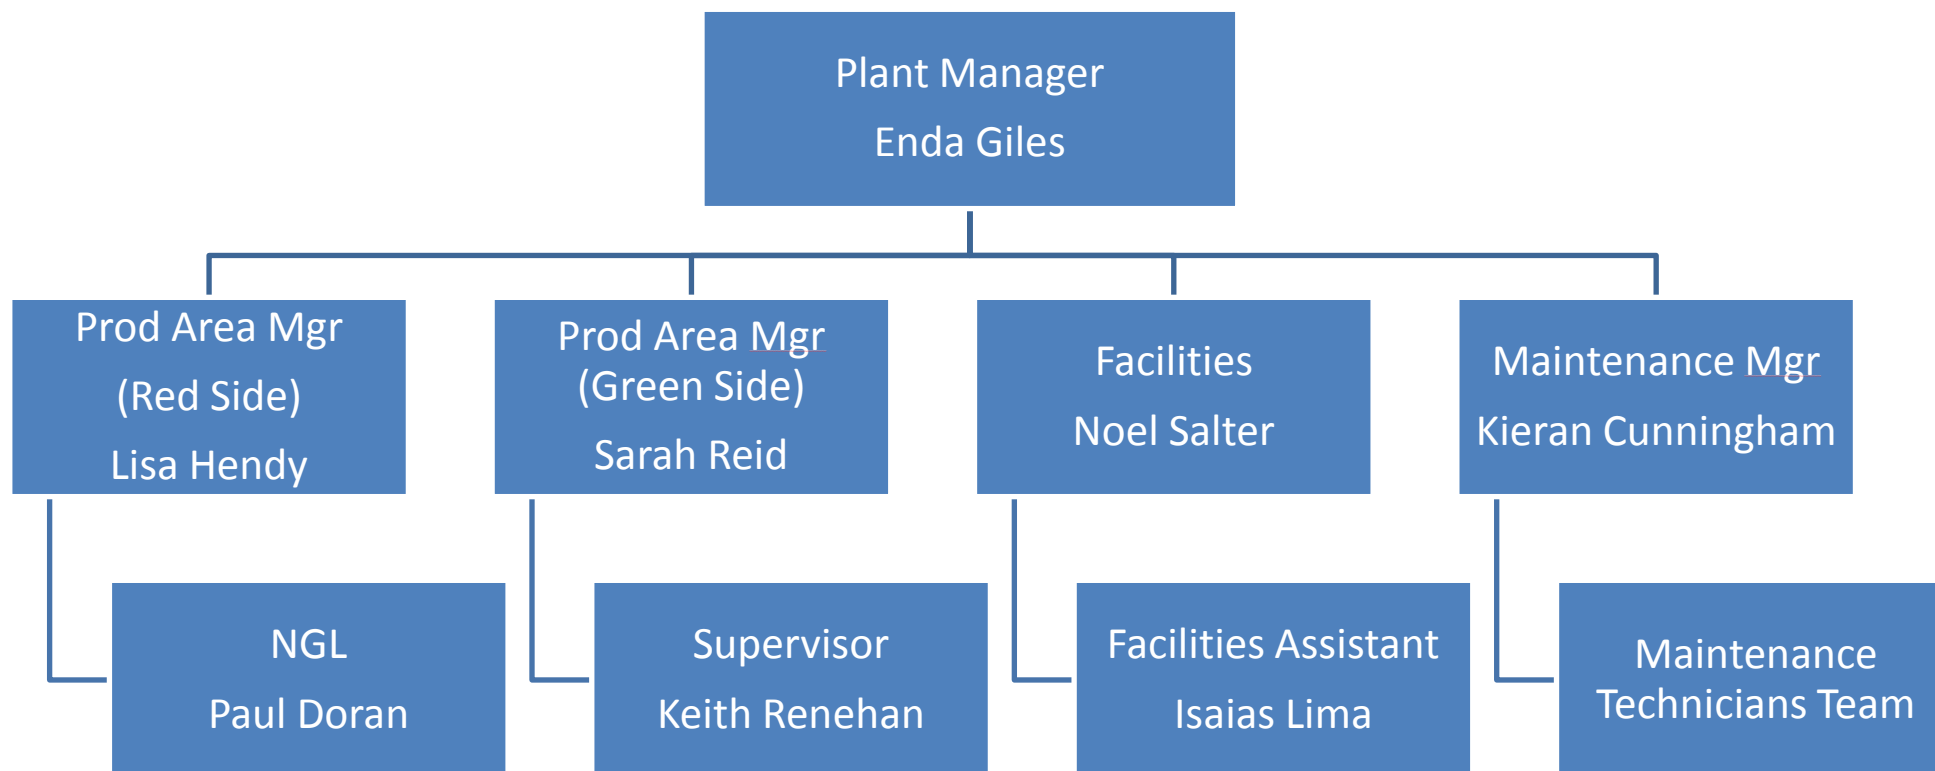 Plant Manager
Enda Giles
Prod Area Mgr
(Red Side)
Lisa Hendy
Prod Area Mgr
(Green Side)
Sarah Reid
Facilities
Noel Salter
Maintenance Mgr
Kieran Cunningham
NGL
Paul Doran
Supervisor
Keith Renehan
Facilities Assistant
Isaias Lima
Maintenance
Technicians Team